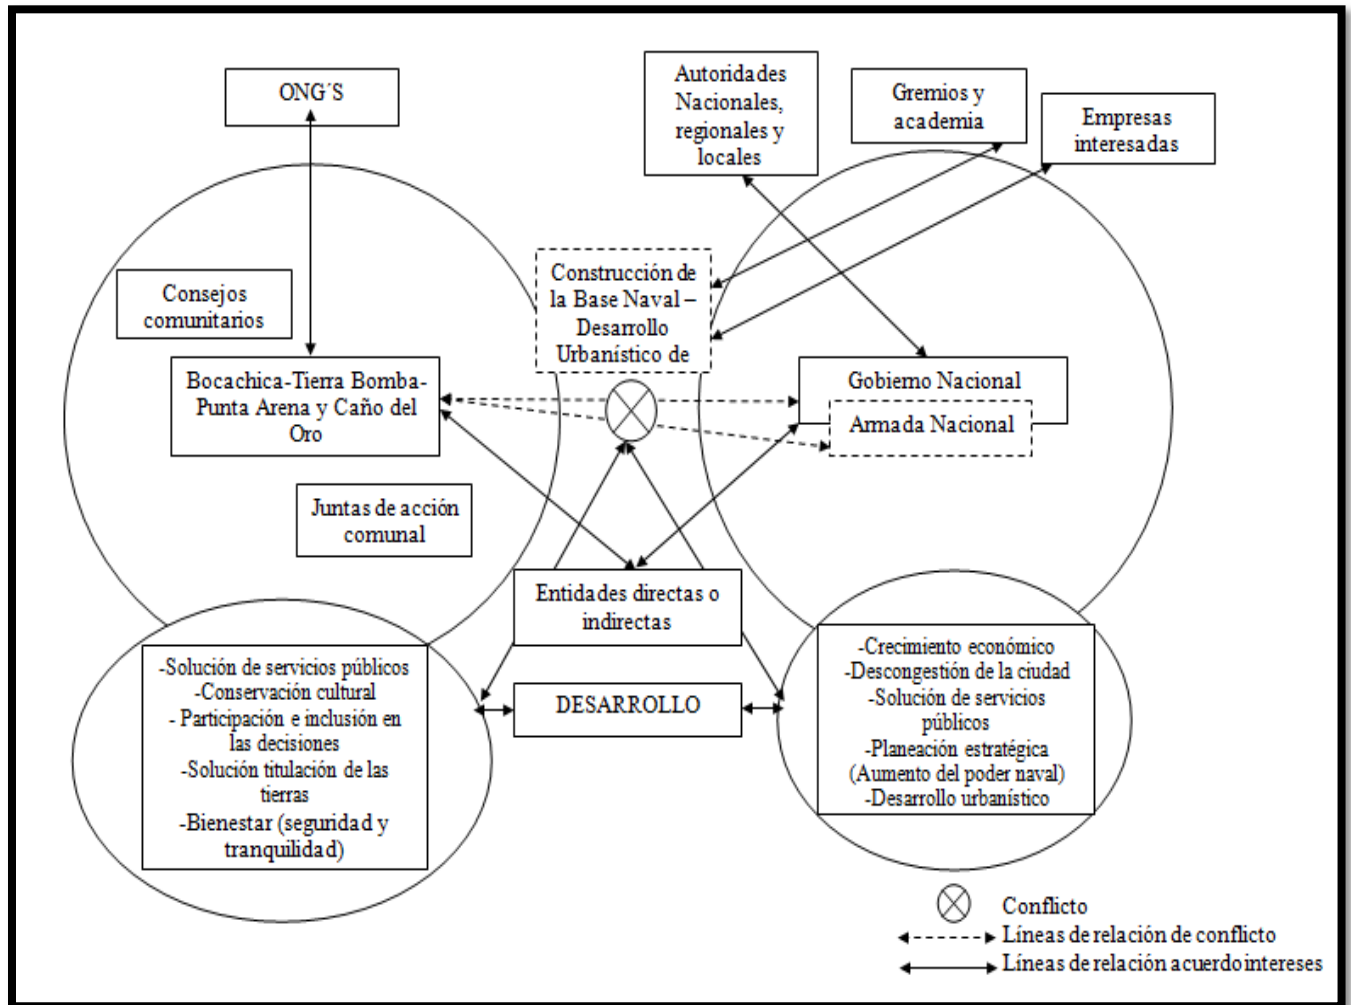 ONG´S
Autoridades
Nacionales,
regionales y
locales
Gremios y
academia
Empresas
interesadas
Consejos
comunitarios
Construcción de
la Base Naval –
Desarrollo
Urbanístico de
Bocachica-Tierra Bomba-
Punta Arena y Caño del
Oro
Gobierno Nacional
Armada Nacional
Juntas de acción
comunal
Entidades directas o
indirectas
DESARROLLO
-Solución de servicios públicos
-Conservación cultural
- Participación e inclusión en
las decisiones
-Solución titulación de las
tierras
-Bienestar (seguridad y
tranquilidad)
-Crecimiento económico
-Descongestión de la ciudad
-Solución de servicios
públicos
-Planeación estratégica
(Aumento del poder naval)
-Desarrollo urbanístico
Conflicto
Líneas de relación de conflicto
Líneas de relación acuerdo intereses